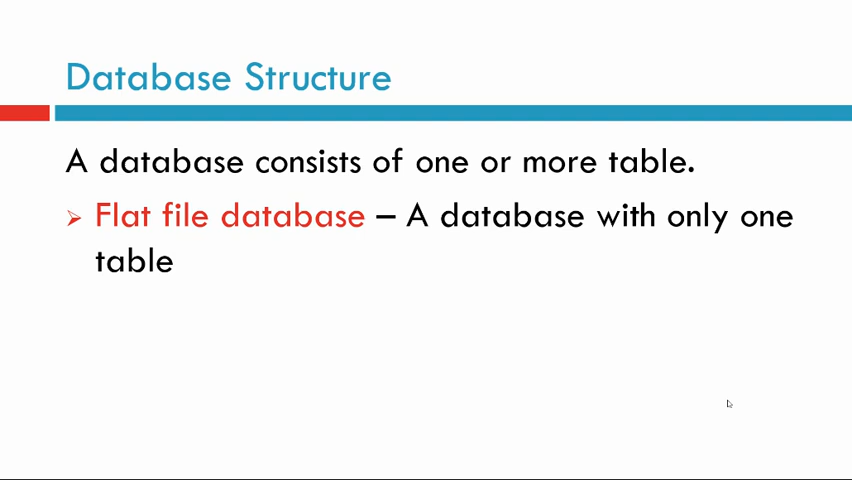 Database Structure
A database consists of one or more table.
Flat file database – A database with only one
table